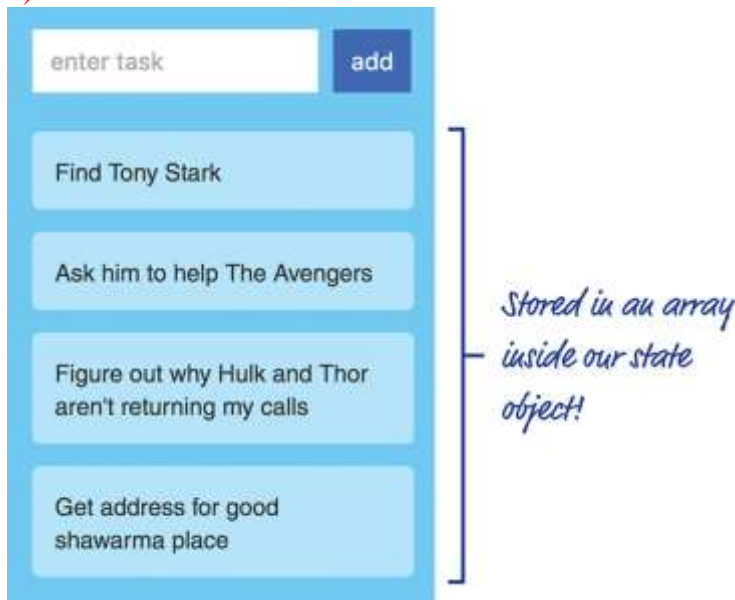 enter task
add
Find Tony Stark
Ask him to help The Avengers
Figure out why Hulk and Thor
aren't returning my calls
Get address for good
shawarma place
Stored in an array
inside our state
object!